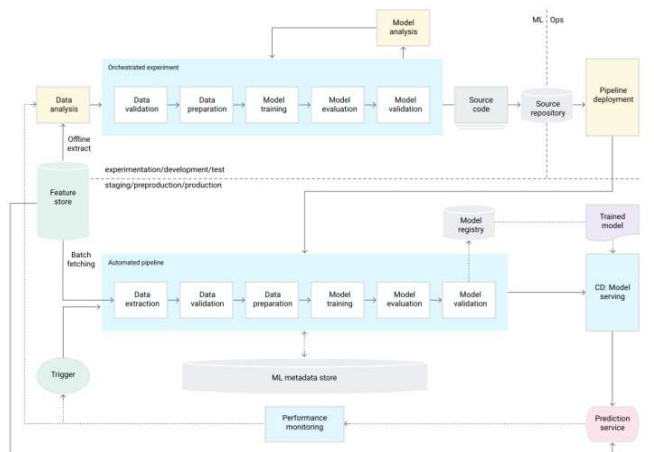 Model
analysis
ML
Ops
Orchestrated experiment
Data
analysis
Data
validation
Data
preparation
Model
training
Model
evaluation
Model
validation
Source
code
Source
repository
Pipeline
deployment
Offline
extract
experimentation/development/test
staging/preproduction/production
Feature
store
Batch
fetching
Model
registry
Trained
model
Automated pipeline
Data
extraction
Data
validation
Data
preparation
Model
training
Model
evaluation
Model
validation
CD: Model
serving
Trigger
ML metadata store
Performance
monitoring
Prediction
service